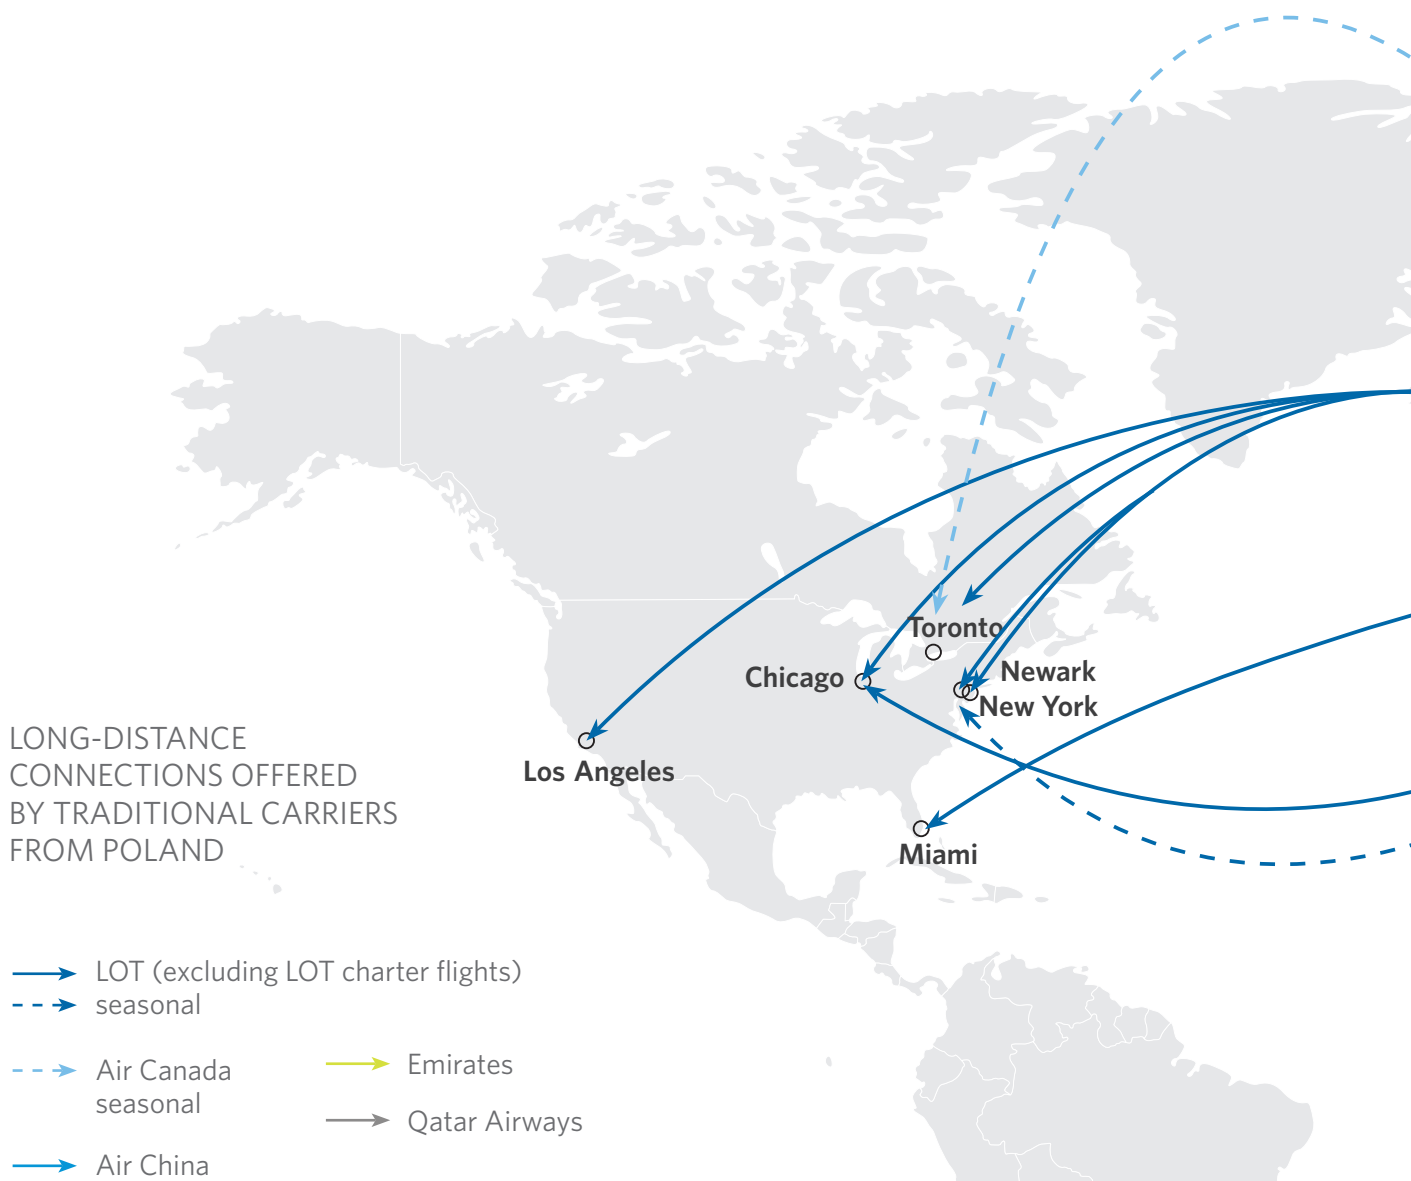 Toronto
Chicago
Newark
New York
LONG-DISTANCE
CONNECTIONS OFFERED
BY TRADITIONAL CARRIERS
FROM POLAND
Los Angeles
Miami
LOT (excluding LOT charter flights)
seasonal
Air Canada
seasonal
Emirates
Qatar Airways
Air China